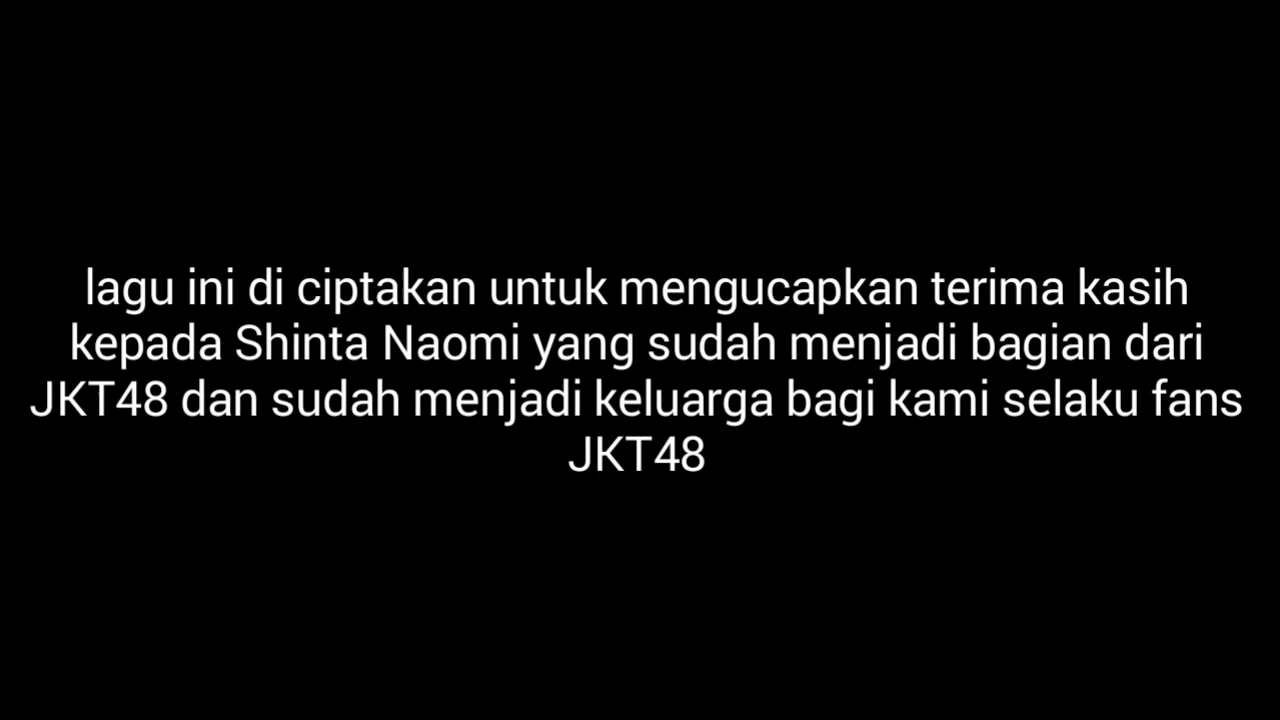 lagu ini di ciptakan untuk mengucapkan terima kasih
kepada Shinta Naomi yang sudah menjadi bagian dari
JKT48 dan sudah menjadi keluarga bagi kami selaku fans
JKT48